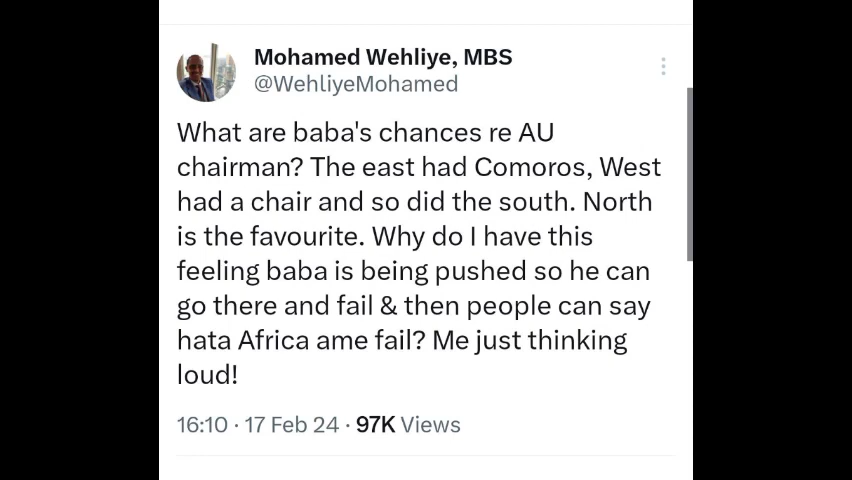 Mohamed Wehliye, MBS
@WehliyeMohamed
What are baba's chances re AU
chairman? The east had Comoros, West
had a chair and so did the south. North
is the favourite. Why do I have this
feeling baba is being pushed so he can
go there and fail & then people can say
hata Africa ame fail? Me just thinking
loud!
16:10 · 17 Feb 24 · 97K Views